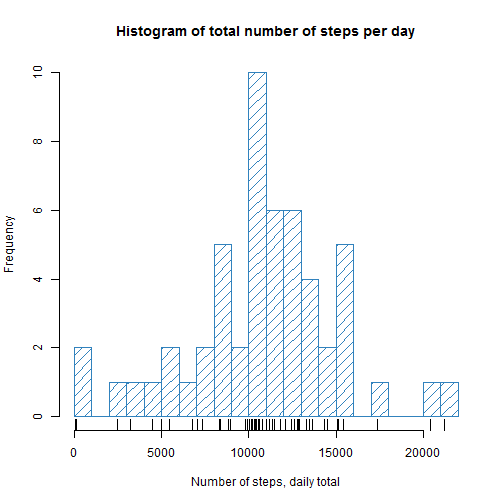 Histogram of total number of steps per day
Frequency
10
8
6
4
2
0
0 5000 10000 15000 20000
Number of steps, daily total